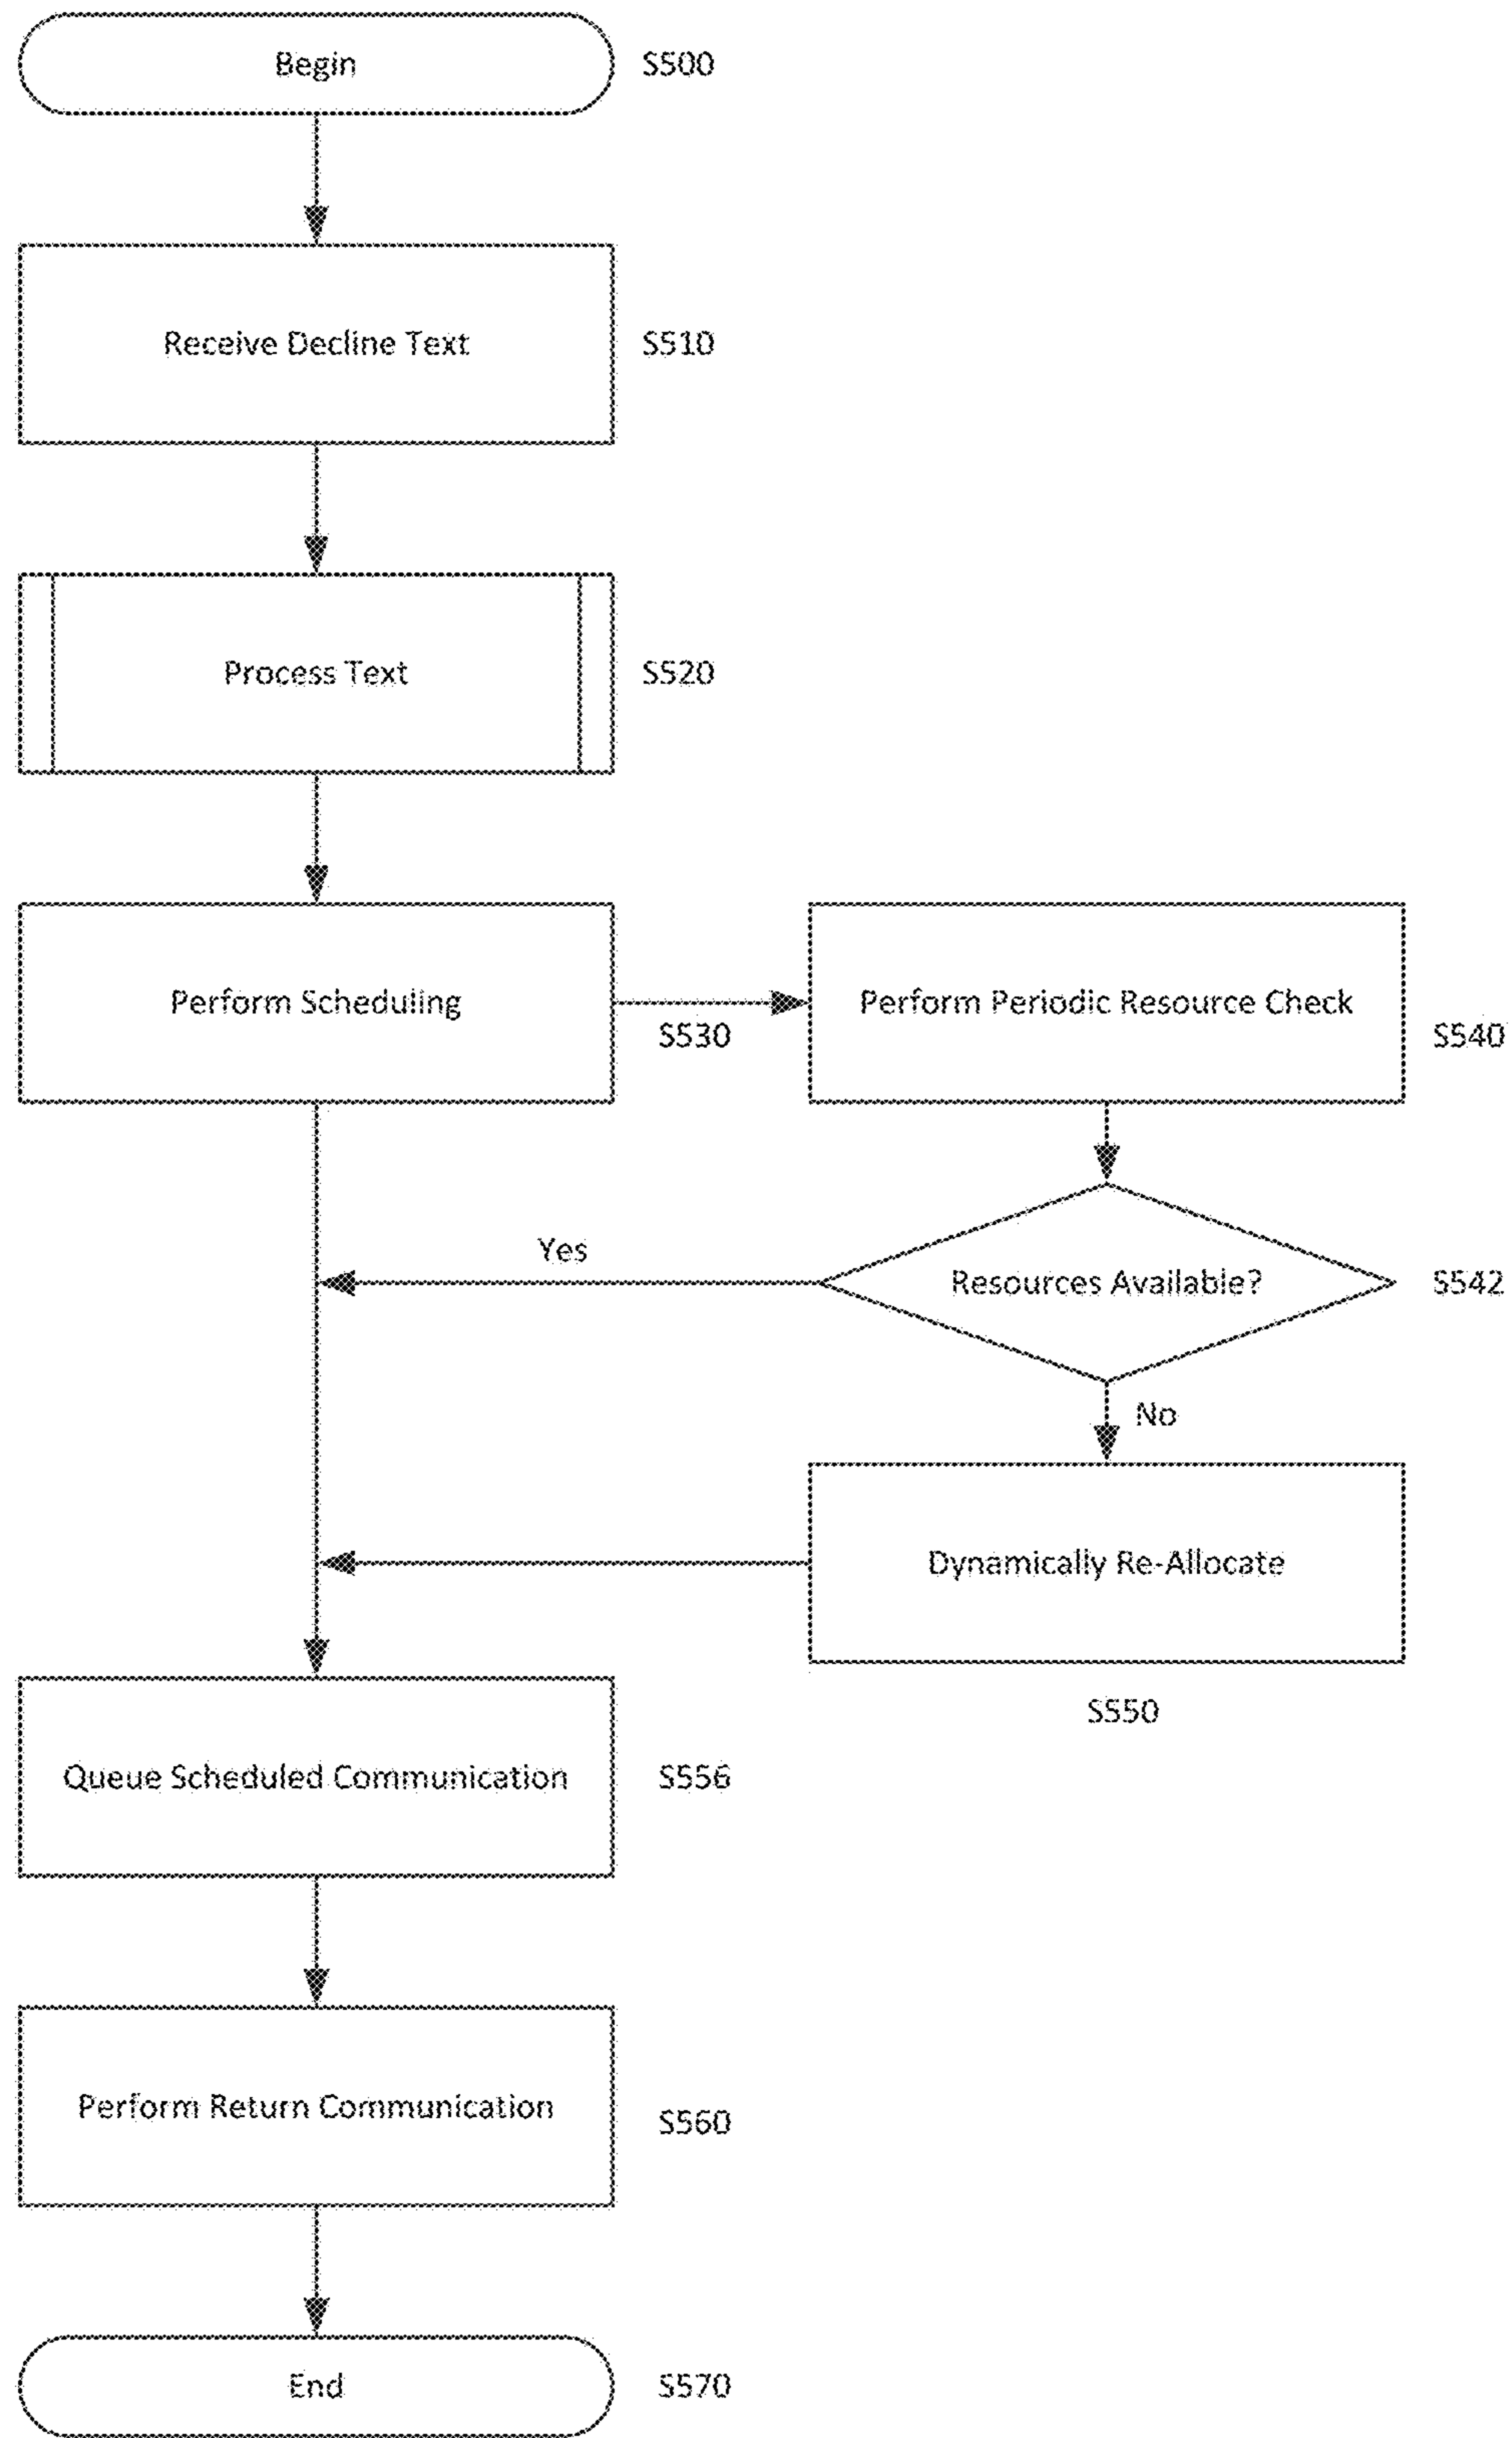 Begin
S500
Receive Decline Text
S510
Process Text
S520
Perform Scheduling
S530
Perform Periodic Resource Check
S540
Yes
Resources Available?
S542
No
Dynamically Re-Allocate
S550
Queue Scheduled Communication
S556
Perform Return Communication
S560
End
S570